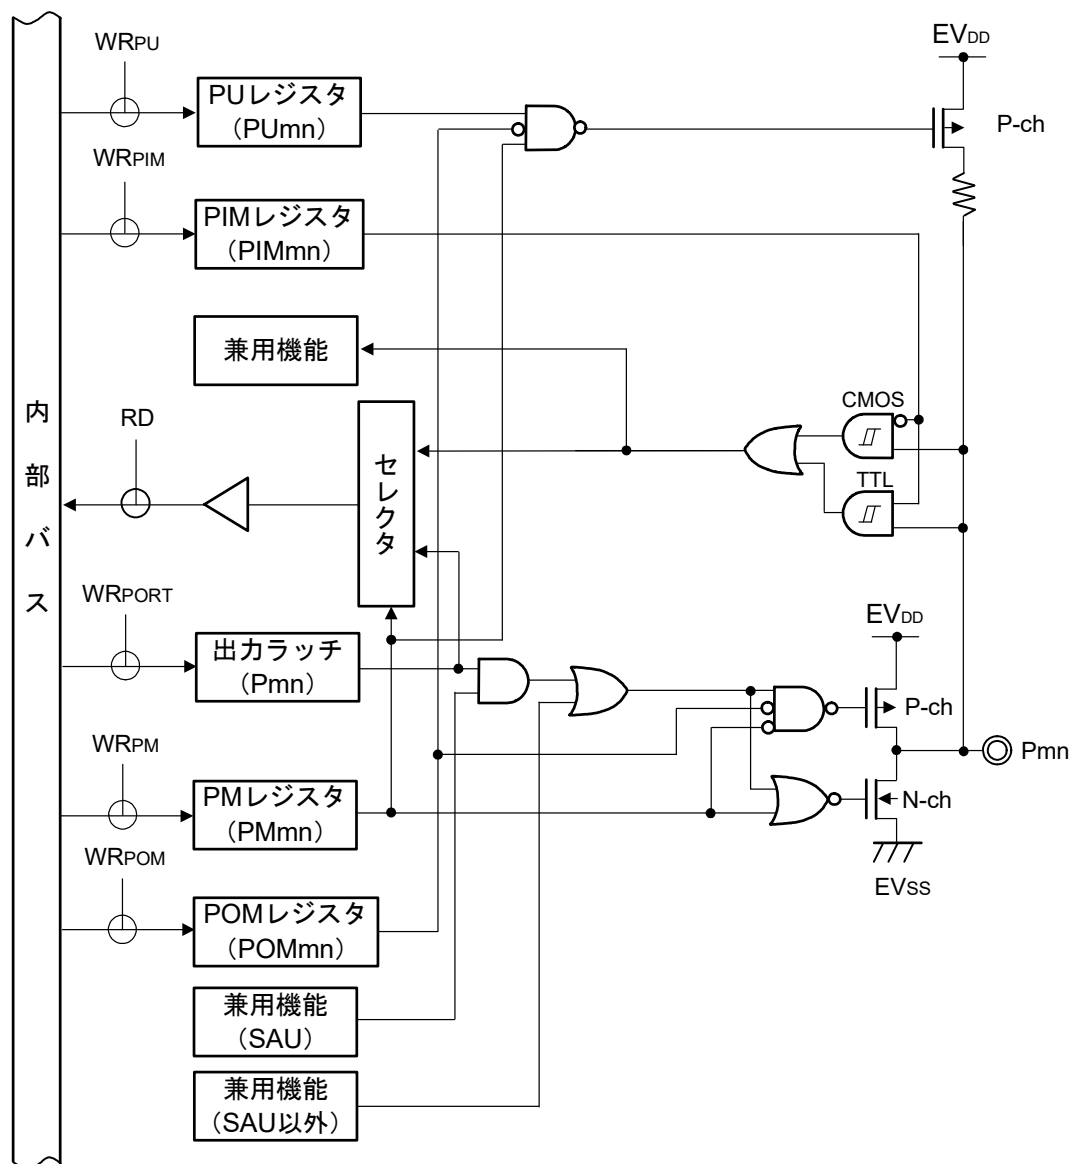 EVDD
WRPU
PUレジスタ
（PUmn）
P-ch
WRPIM
PIMレジスタ
（PIMmn）
兼用機能
CMOS
内部バス
RD
セレクタ
TTL
WRPORT
EVDD
出力ラッチ
（Pmn）
P-ch
Pmn
WRPM
PMレジスタ
（PMmn）
N-ch
WRPOM
EVSS
POMレジスタ
（POMmn）
兼用機能
（SAU）
兼用機能
（SAU以外）